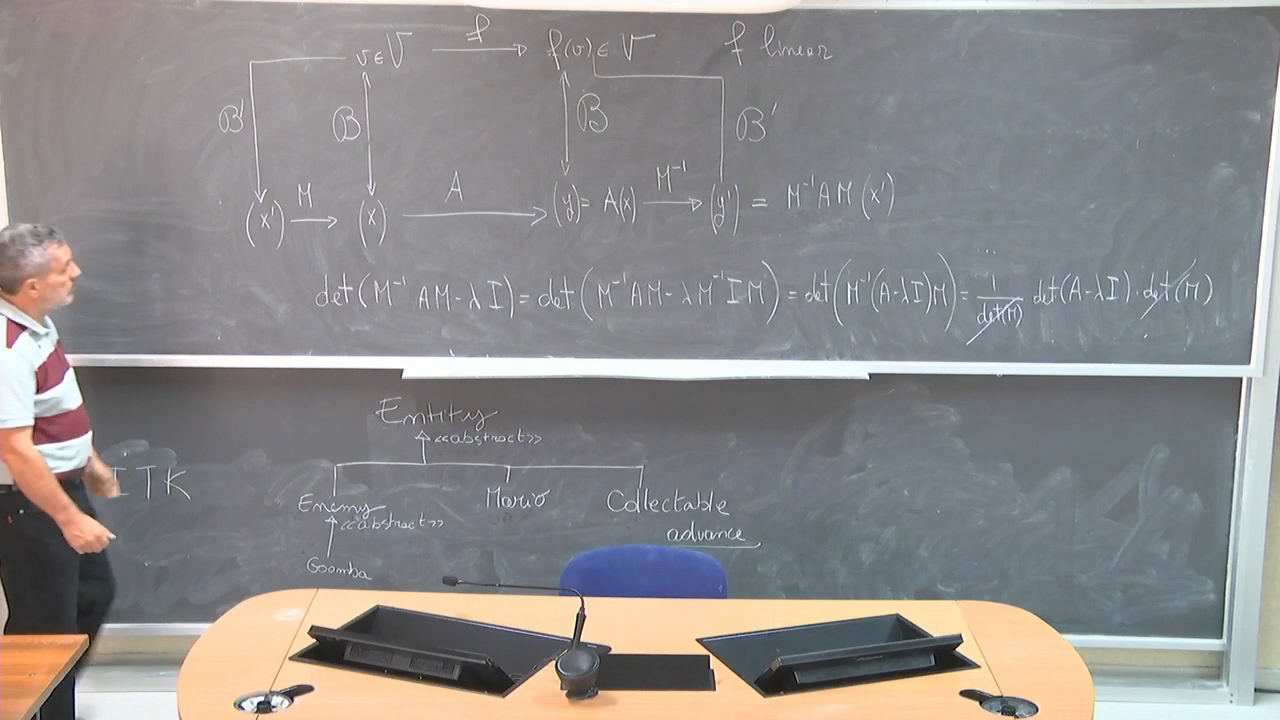 v ∈ V f f(v) ∈ V f linear
B' B B B'
M A M⁻¹
(x') (x) (y) = A(x) (y') = M⁻¹AM(x')
det(M⁻¹AM-λI) = det(M⁻¹AM-λM⁻¹IM) = det(M⁻¹(A-λI)M) = 1/det(M) det(A-λI)·det(M)
Entity
<<abstract>>
ITK
Enemy Mario Collectable
<<abstract>> advance
Goomba